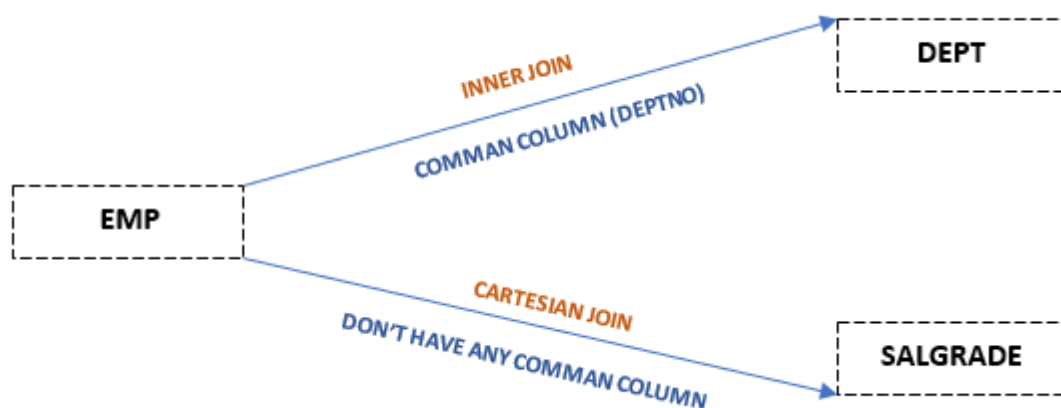 DEPT
INNER JOIN
COMMAN COLUMN (DEPTNO)
EMP
CARTESIAN JOIN
DON'T HAVE ANY COMMAN COLUMN
SALGRADE